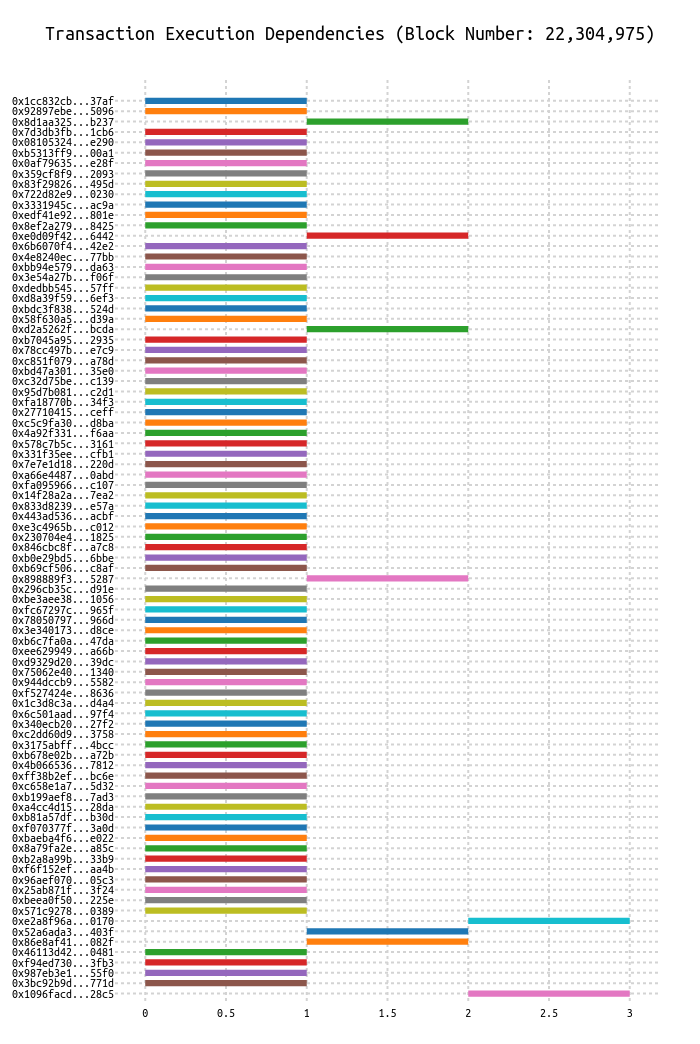 Transaction Execution Dependencies (Block Number: 22,304,975)
0x1cc832cb...37af
0x92897ebe...5096
0x8d1aa325...b237
0x7d3db3fb...1cb6
0x08105324...e290
0xb5313ff9...00a1
0x0af79635...e28f
0x359cf8f9...2093
0x83f29826...495d
0x722d82e9...0230
0x3331945c...ac9a
0xedf41e92...801e
0x8ef2a279...8425
0xe0d09f42...6442
0x6b6070f4...42e2
0x4e8240ec...77bb
0xbb94e579...da63
0x3e54a27b...f06f
0xdedbb545...57ff
0xd8a39f59...6ef3
0xbdc3f838...524d
0x58f630a5...d39a
0xd2a5262f...bcda
0xb7045a95...2935
0x78cc497b...e7c9
0xc851f079...a78d
0xbd47a301...35e0
0xc32d75be...c139
0x95d7b081...c2d1
0xfa18770b...34f3
0x27710415...ceff
0xc5c9fa30...d8ba
0x4a92f331...f6aa
0x578c7b5c...3161
0x331f35ee...cfb1
0x7e7e1d18...220d
0xa66e4487...0abd
0xfa095966...c107
0x14f28a2a...7ea2
0x833d8239...e57a
0x443ad536...acbf
0xe3c4965b...c012
0x230704e4...1825
0x846cbc8f...a7c8
0xb0e29bd5...6bbe
0xb69cf506...c8af
0x898889f3...5287
0x296cb35c...d91e
0xbe3aee38...1056
0xfc67297c...965f
0x78050797...966d
0x3e340173...d8ce
0xb6c7fa0a...47da
0xee629949...a66b
0xd9329d20...39dc
0x75062e40...1340
0x944dccb9...5582
0xf527424e...8636
0x1c3d8c3a...d4a4
0x6c501aad...97f4
0x340ecb20...27f2
0xc2dd60d9...3758
0x3175abff...4bcc
0xb678e02b...a72b
0x4b066536...7812
0xff38b2ef...bc6e
0xc658e1a7...5d32
0xb199aef8...7ad3
0xa4cc4d15...28da
0xb81a57df...b30d
0xf070377f...3a0d
0xbaeba4f6...e022
0x8a79fa2e...a85c
0xb2a8a99b...33b9
0xf6f152ef...aa4b
0x96aef070...05c3
0x25ab871f...3f24
0xbeea0f50...225e
0x571c9278...0389
0xe2a8f96a...0170
0x52a6ada3...403f
0x86e8af41...082f
0x46113d42...0481
0xf94ed730...3fb3
0x987eb3e1...55f0
0x3bc92b9d...771d
0x1096facd...28c5
0 0.5 1 1.5 2 2.5 3